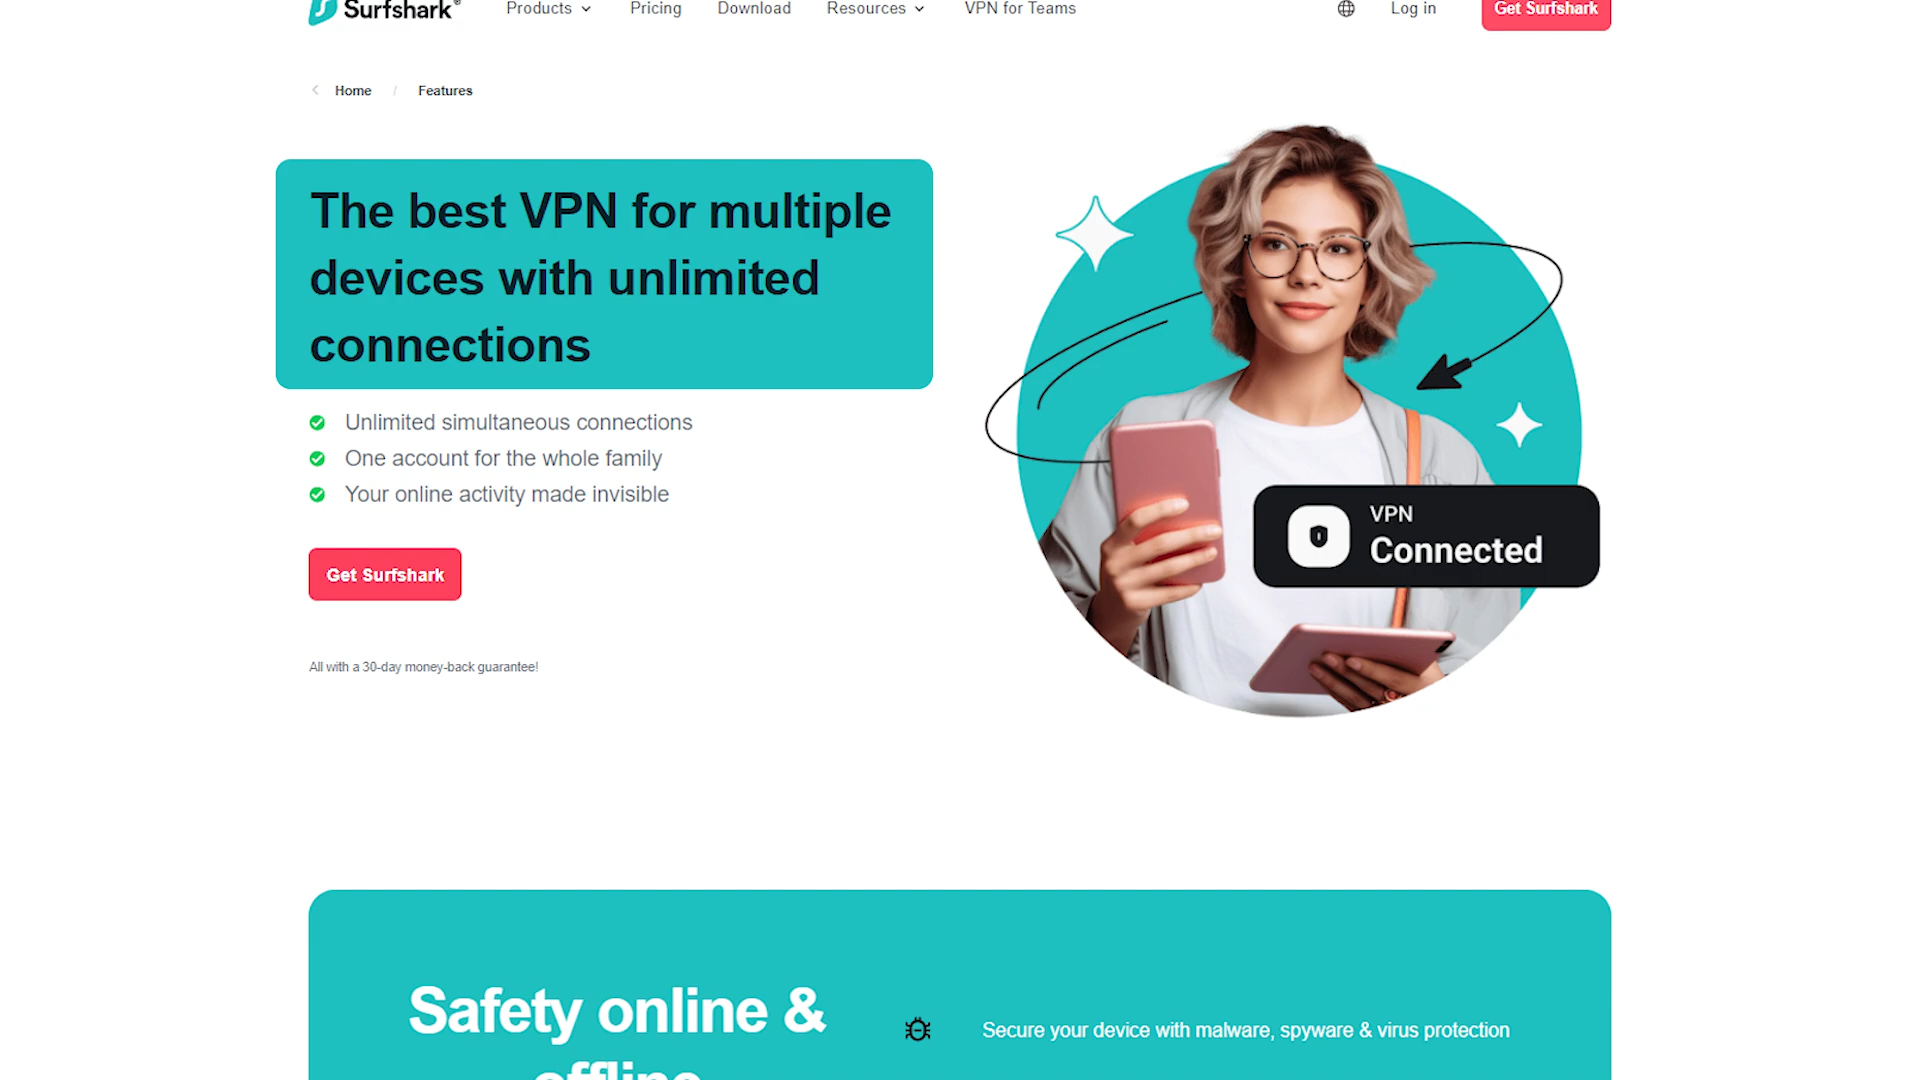 Surfshark®
Products
Pricing
Download
Resources
VPN for Teams
Log in
Get Surfshark
Home / Features
The best VPN for multiple
devices with unlimited
connections
Unlimited simultaneous connections
One account for the whole family
Your online activity made invisible
Get Surfshark
All with a 30-day money-back guarantee!
VPN
Connected
Safety online &
offline
Secure your device with malware, spyware & virus protection